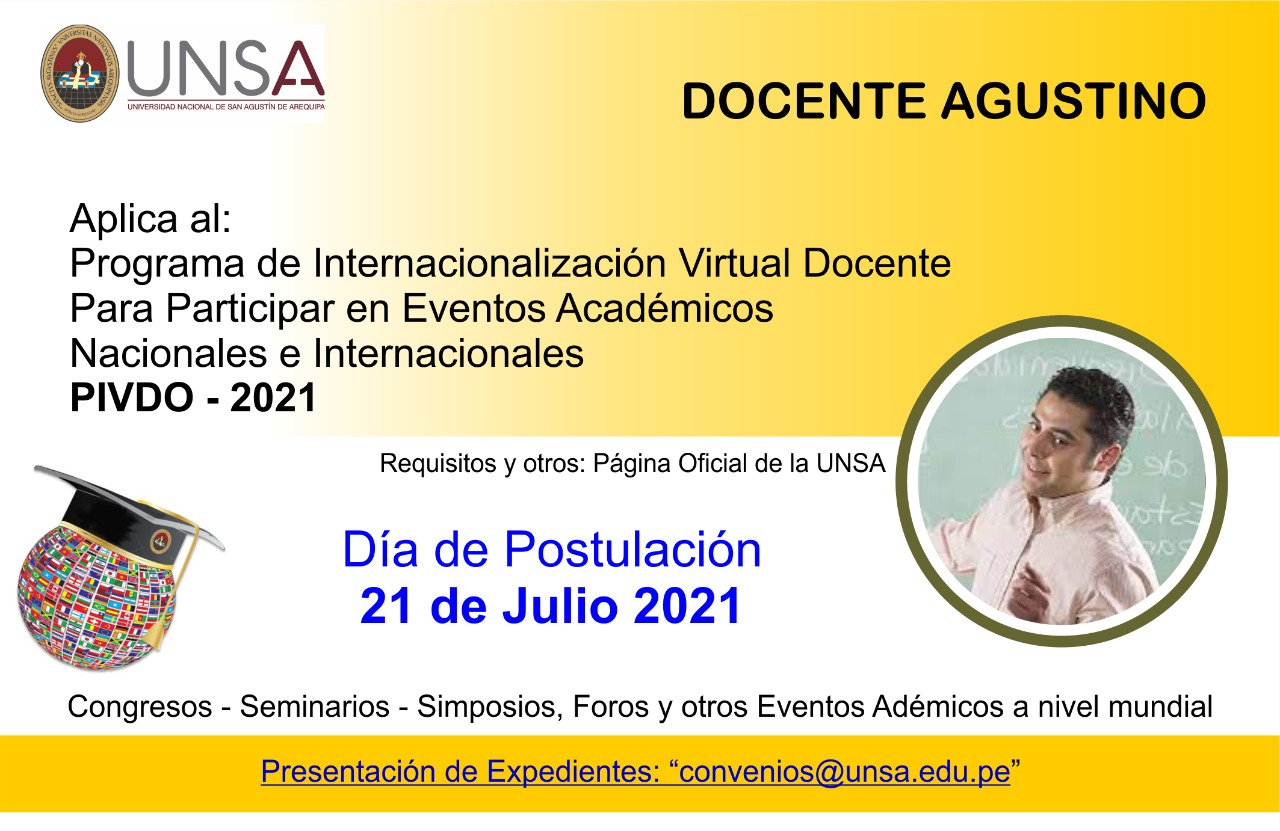 UNSA
UNIVERSIDAD NACIONAL DE SAN AGUSTÍN DE AREQUIPA
DOCENTE AGUSTINO
Aplica al:
Programa de Internacionalización Virtual Docente
Para Participar en Eventos Académicos
Nacionales e Internacionales
PIVDO - 2021
Requisitos y otros: Página Oficial de la UNSA
Día de Postulación
21 de Julio 2021
Congresos - Seminarios - Simposios, Foros y otros Eventos Adémicos a nivel mundial
Presentación de Expedientes: “convenios@unsa.edu.pe”